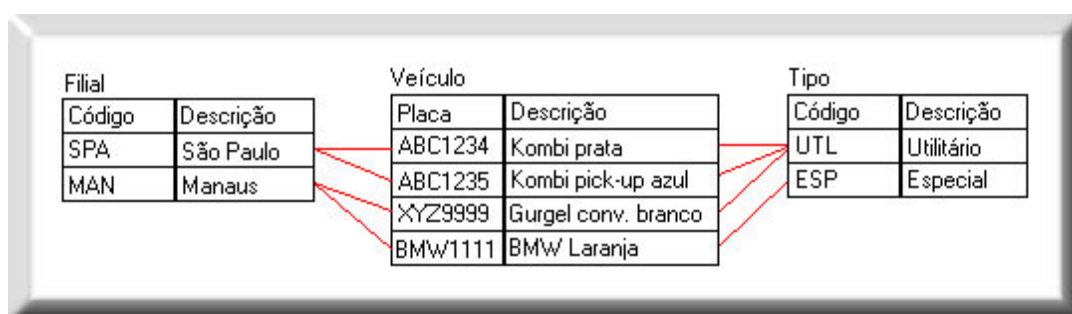 Filial
Código Descrição
SPA São Paulo
MAN Manaus
Veículo
Placa Descrição
ABC1234 Kombi prata
ABC1235 Kombi pick-up azul
XYZ9999 Gurgel conv. branco
BMW1111 BMW Laranja
Tipo
Código Descrição
UTL Utilitário
ESP Especial